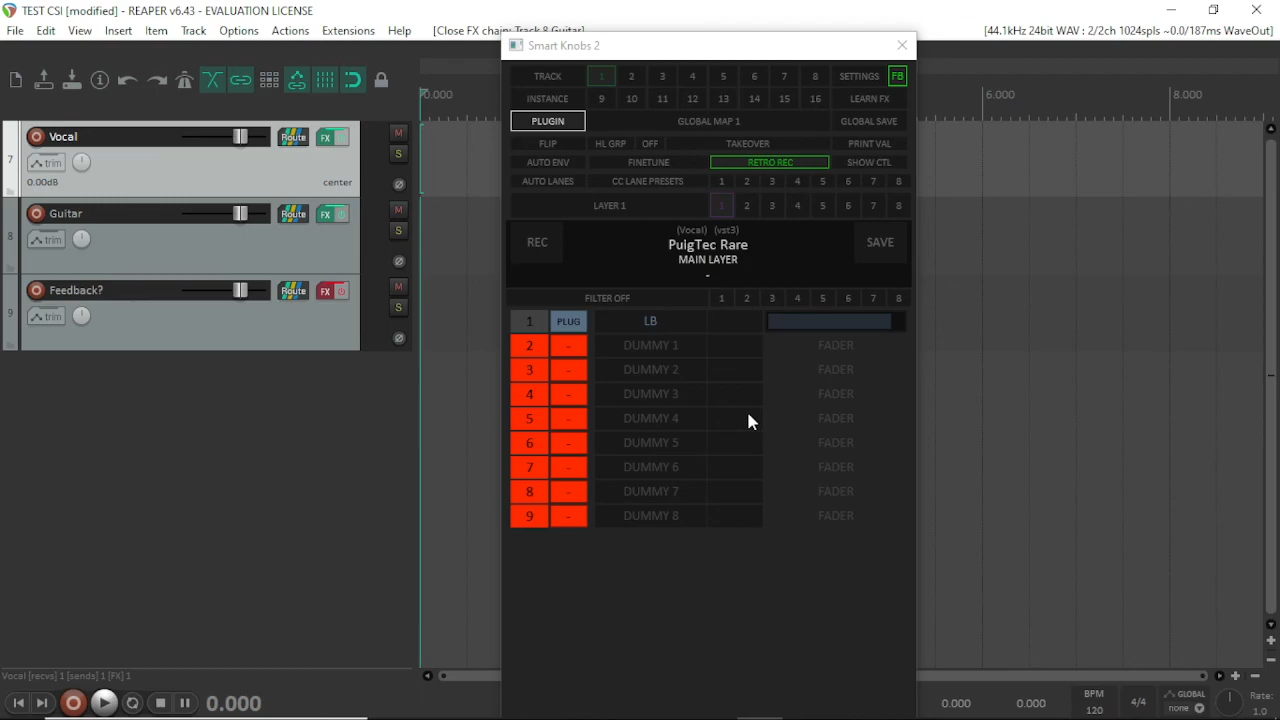 TEST CSI [modified] - REAPER v6.43 - EVALUATION LICENSE
File Edit View Insert Item Track Options Actions Extensions Help [Close FX chain: Track 8 Guitar] [44.1kHz 24bit WAV : 2/2ch 1024spls ~0.0/187ms WaveOut]
Smart Knobs 2
TRACK 1 2 3 4 5 6 7 8 SETTINGS FB
INSTANCE 9 10 11 12 13 14 15 16 LEARN FX
PLUGIN GLOBAL MAP 1 GLOBAL SAVE
FLIP HL GRP OFF TAKEOVER PRINT VAL
AUTO ENV FINETUNE RETRO REC SHOW CTL
AUTO LANES CC LANE PRESETS 1 2 3 4 5 6 7 8
LAYER 1 1 2 3 4 5 6 7 8
REC (Vocal) (vst3) SAVE
PulgTec Rare
MAIN LAYER
-
FILTER OFF 1 2 3 4 5 6 7 8
1 PLUG LB
2 - DUMMY 1 FADER
3 - DUMMY 2 FADER
4 - DUMMY 3 FADER
5 - DUMMY 4 FADER
6 - DUMMY 5 FADER
7 - DUMMY 6 FADER
8 - DUMMY 7 FADER
9 - DUMMY 8 FADER
0.000 6.000 8.000
7 Vocal Route FX M
trim S
0.00dB center
8 Guitar Route FX M
trim S
9 Feedback? Route FX M
trim S
Vocal [recvs] 1 [sends] 1 [FX] 1
0.000 0.000 0.000 BPM 120 4/4 GLOBAL none Rate: 1.0